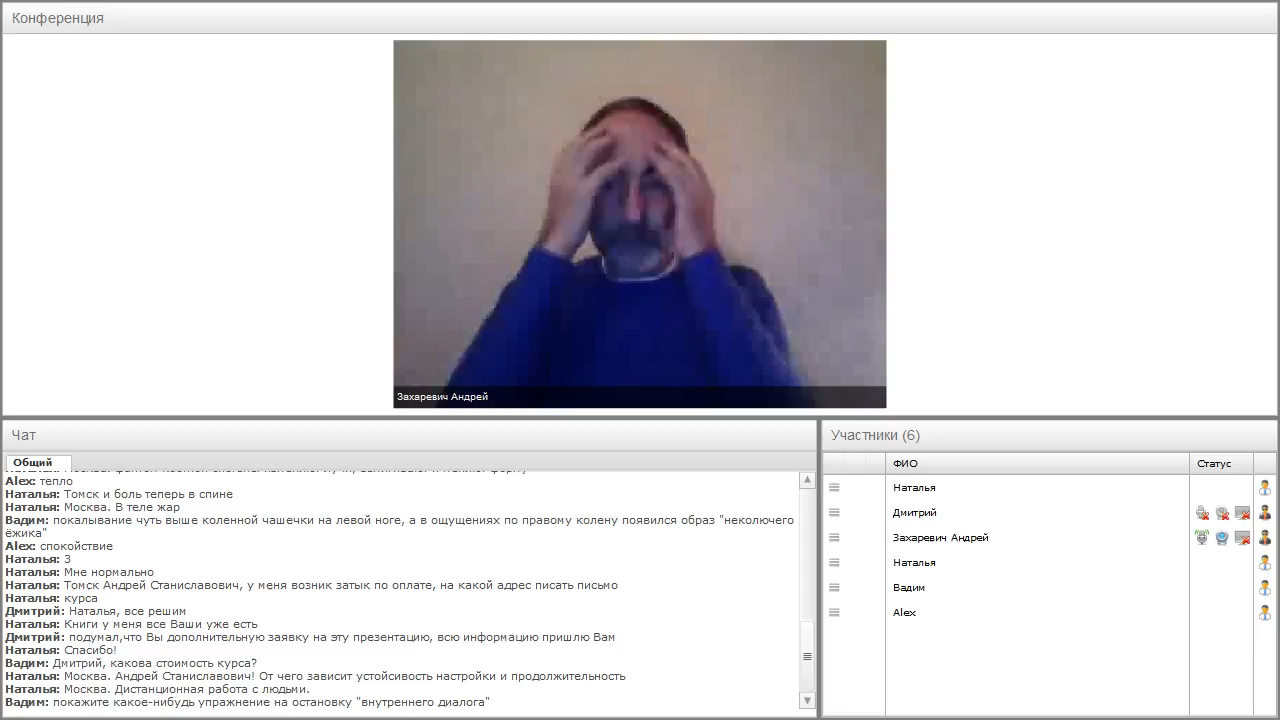 Конференция
Захаревич Андрей
Чат
Общий
Alex: тепло
Наталья: Томск и боль теперь в спине
Наталья: Москва. В теле жар
Вадим: покалывание чуть выше коленной чашечки на левой ноге, а в ощущениях по правому колену появился образ "неколючего
ёжика"
Alex: спокойствие
Наталья: 3
Наталья: Мне нормально
Наталья: Томск Андрей Станиславович, у меня возник затык по оплате, на какой адрес писать письмо
Наталья: курса
Дмитрий: Наталья, все решим
Наталья: Книги у меня все Ваши уже есть
Дмитрий: подумал,что Вы дополнительную заявку на эту презентацию, всю информацию пришлю Вам
Наталья: Спасибо!
Вадим: Дмитрий, какова стоимость курса?
Наталья: Москва. Андрей Станиславович! От чего зависит устойсивость настройки и продолжительность
Наталья: Москва. Дистанционная работа с людьми.
Вадим: покажите какое-нибудь упражнение на остановку "внутреннего диалога"
Участники (6)
ФИО Статус
Наталья
Дмитрий
Захаревич Андрей
Наталья
Вадим
Alex